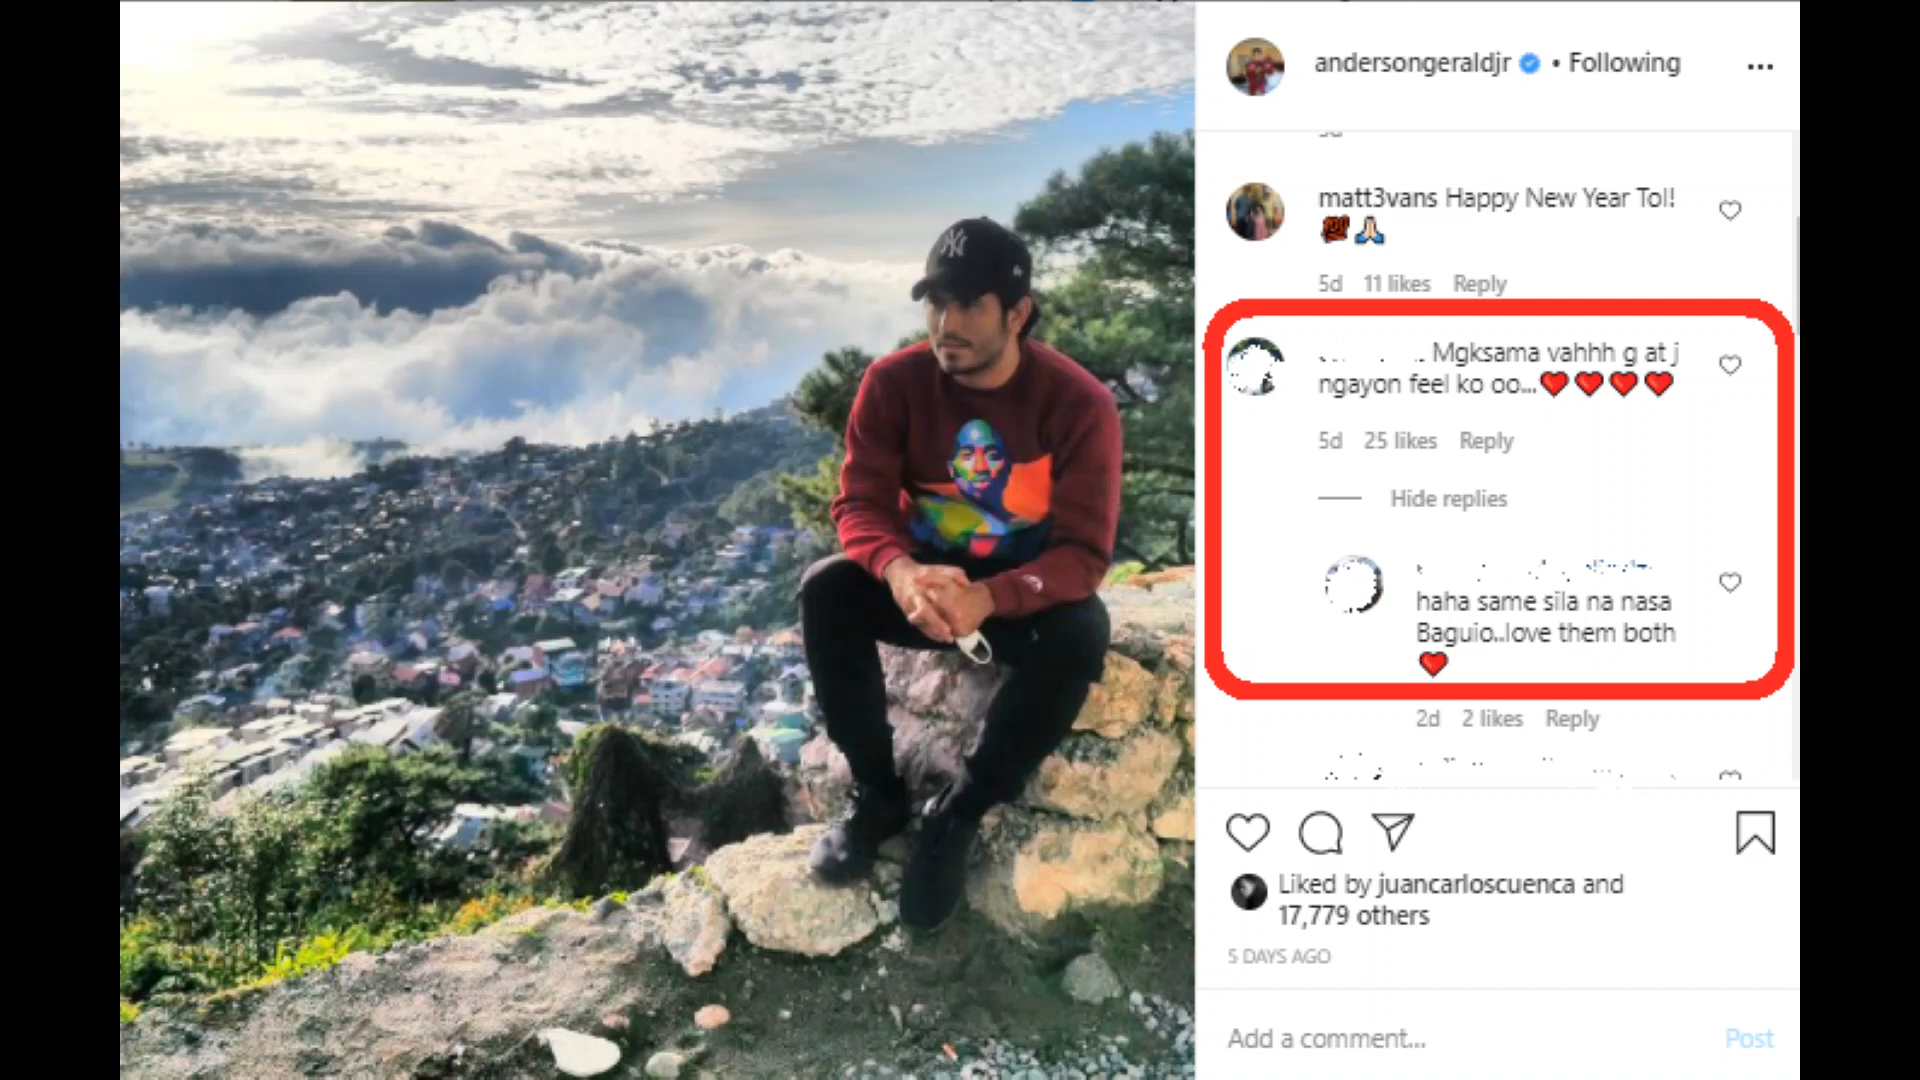 NY
andersongeraldjr • Following
matt3vans Happy New Year Tol!
💯🙏
5d 11 likes Reply
Mgksama vahhh g at j
ngayon feel ko oo...❤❤❤❤
5d 25 likes Reply
Hide replies
haha same sila na nasa
Baguio..love them both
❤
2d 2 likes Reply
Liked by juancarloscuenca and
17,779 others
5 DAYS AGO
Add a comment... Post